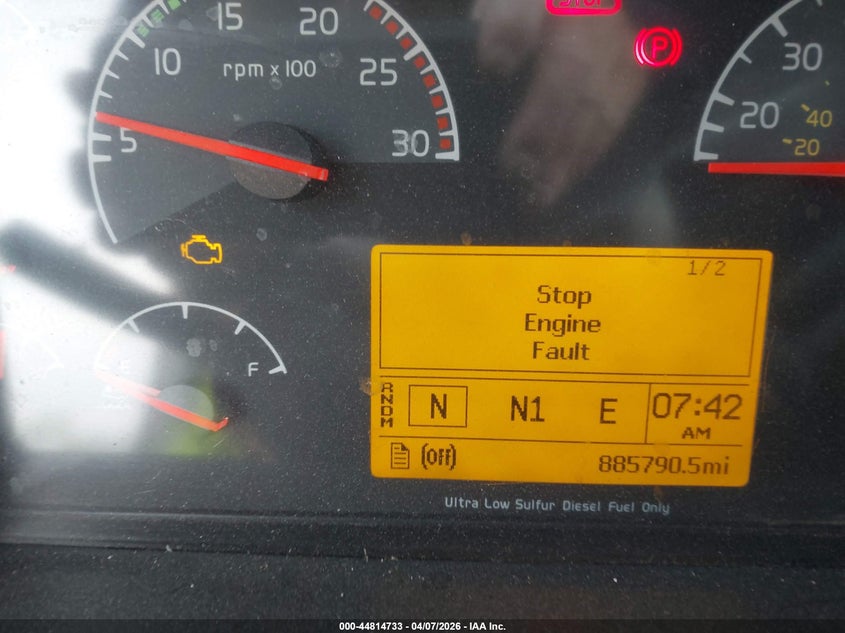 STOP
15 20
P
10 rpm x 100 25
30
5 30
20 40
20
1/2
Stop
Engine
Fault
F
R
N
D
M
N N1 E 07:42
AM
(Off) 885790.5mi
Ultra Low Sulfur Diesel Fuel Only
000-44814733 - 04/07/2026 - IAA Inc.